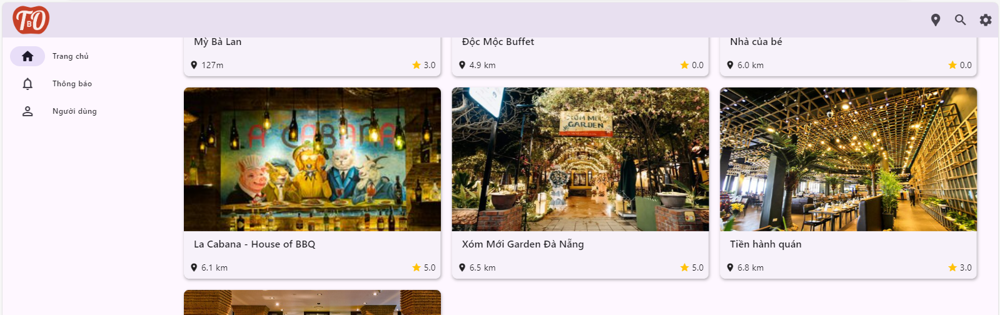 TBO
Trang chủ
Thông báo
Người dùng
Mỳ Bà Lan
127m
3.0
Độc Mộc Buffet
4.9 km
0.0
Nhà của bé
6.0 km
0.0
LA CABANA
La Cabana - House of BBQ
6.1 km
5.0
XÓM MỚI
GARDEN
Xóm Mới Garden Đà Nẵng
6.5 km
5.0
Tiền hành quán
6.8 km
3.0